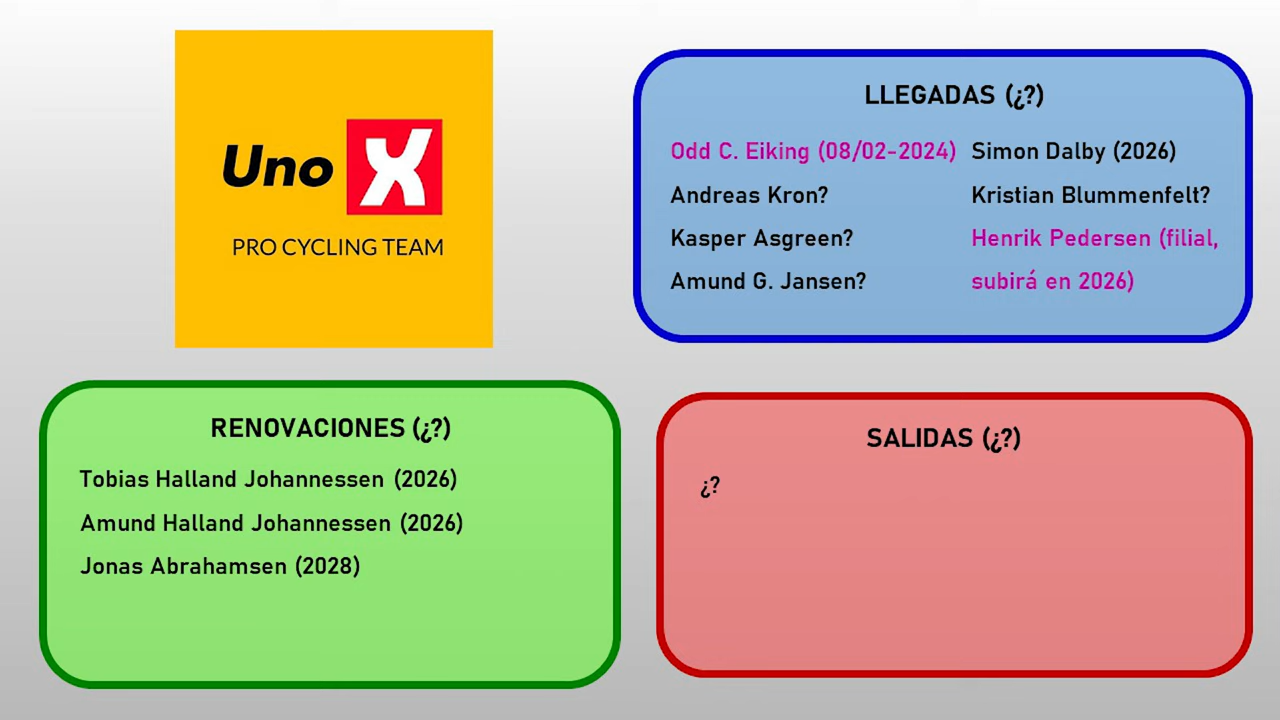 Uno X
PRO CYCLING TEAM
LLEGADAS (¿?)
Odd C. Eiking (08/02-2024)
Andreas Kron?
Kasper Asgreen?
Amund G. Jansen?
Simon Dalby (2026)
Kristian Blummenfelt?
Henrik Pedersen (filial,
subirá en 2026)
RENOVACIONES (¿?)
Tobias Halland Johannessen (2026)
Amund Halland Johannessen (2026)
Jonas Abrahamsen (2028)
SALIDAS (¿?)
¿?